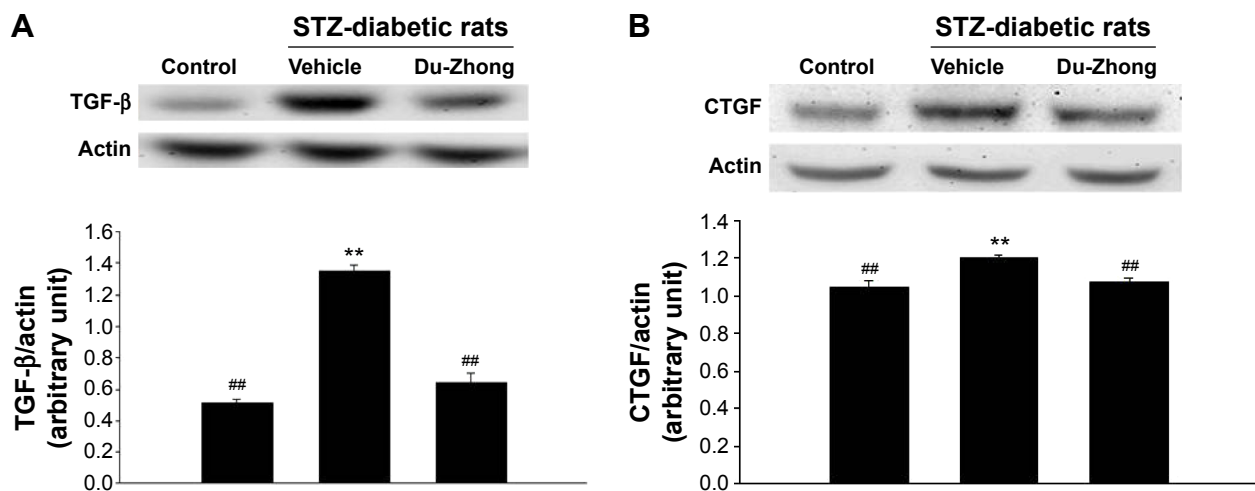 A
STZ-diabetic rats
Control Vehicle Du-Zhong
TGF-β
Actin
TGF-β/actin
(arbitrary unit)
1.6
1.4
1.2
1.0
0.8
0.6
0.4
0.2
0.0
##
**
##
B
STZ-diabetic rats
Control Vehicle Du-Zhong
CTGF
Actin
CTGF/actin
(arbitrary unit)
1.4
1.2
1.0
0.8
0.6
0.4
0.2
0.0
##
**
##